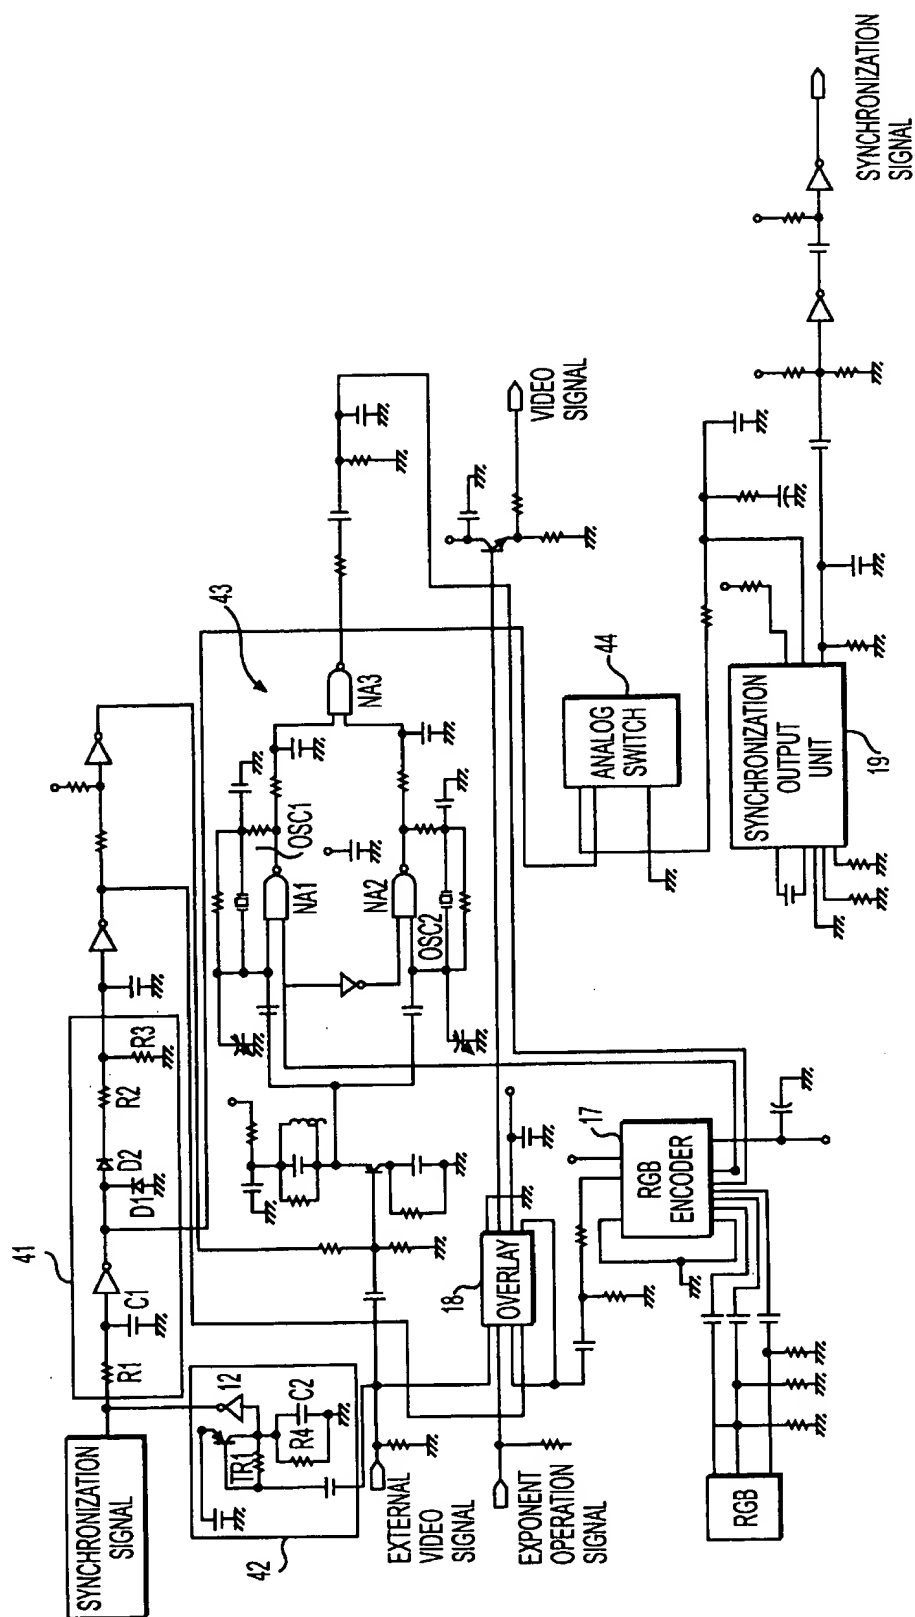 SYNCHRONIZATION
SIGNAL
41
R1
C1
D1
D2
R2
R3
42
TR1
12
R4
C2
EXTERNAL
VIDEO
SIGNAL
EXPONENT
OPERATION
SIGNAL
43
OSC1
NA1
NA2
OSC2
NA3
VIDEO
SIGNAL
18
OVERLAY
17
RGB
ENCODER
RGB
44
ANALOG
SWITCH
SYNCHRONIZATION
OUTPUT
UNIT
19
SYNCHRONIZATION
SIGNAL